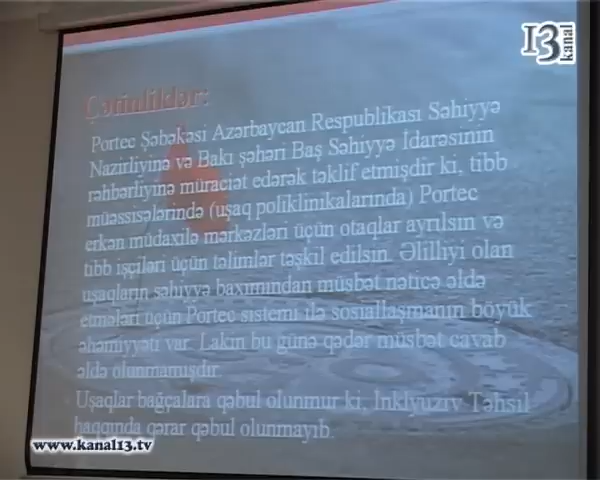 13 kanal
Çətinliklər:
Portec Şəbəkəsi Azərbaycan Respublikası Səhiyyə
Nazirliyinə və Bakı şəhəri Baş Səhiyyə İdarəsinin
rəhbərliyinə müraciət edərək təklif etmişdir ki, tibb
müəssisələrində (uşaq poliklinikalarında) Portec
erkən müdaxilə mərkəzləri üçün otaqlar ayrılsın və
tibb işçiləri üçün təlimlər təşkil edilsin. Əlilliyi olan
uşaqların səhiyyə baxımından müsbət nəticə əldə
etmələri üçün Portec sistemi ilə sosiallaşmanın böyük
əhəmiyyəti var. Lakin bu günə qədər müsbət cavab
əldə olunmamışdır.
Uşaqlar bağçalara qəbul olunmur ki, İnklyuziv Təhsil
haqqında qərar qəbul olunmayıb.
www.kanal13.tv